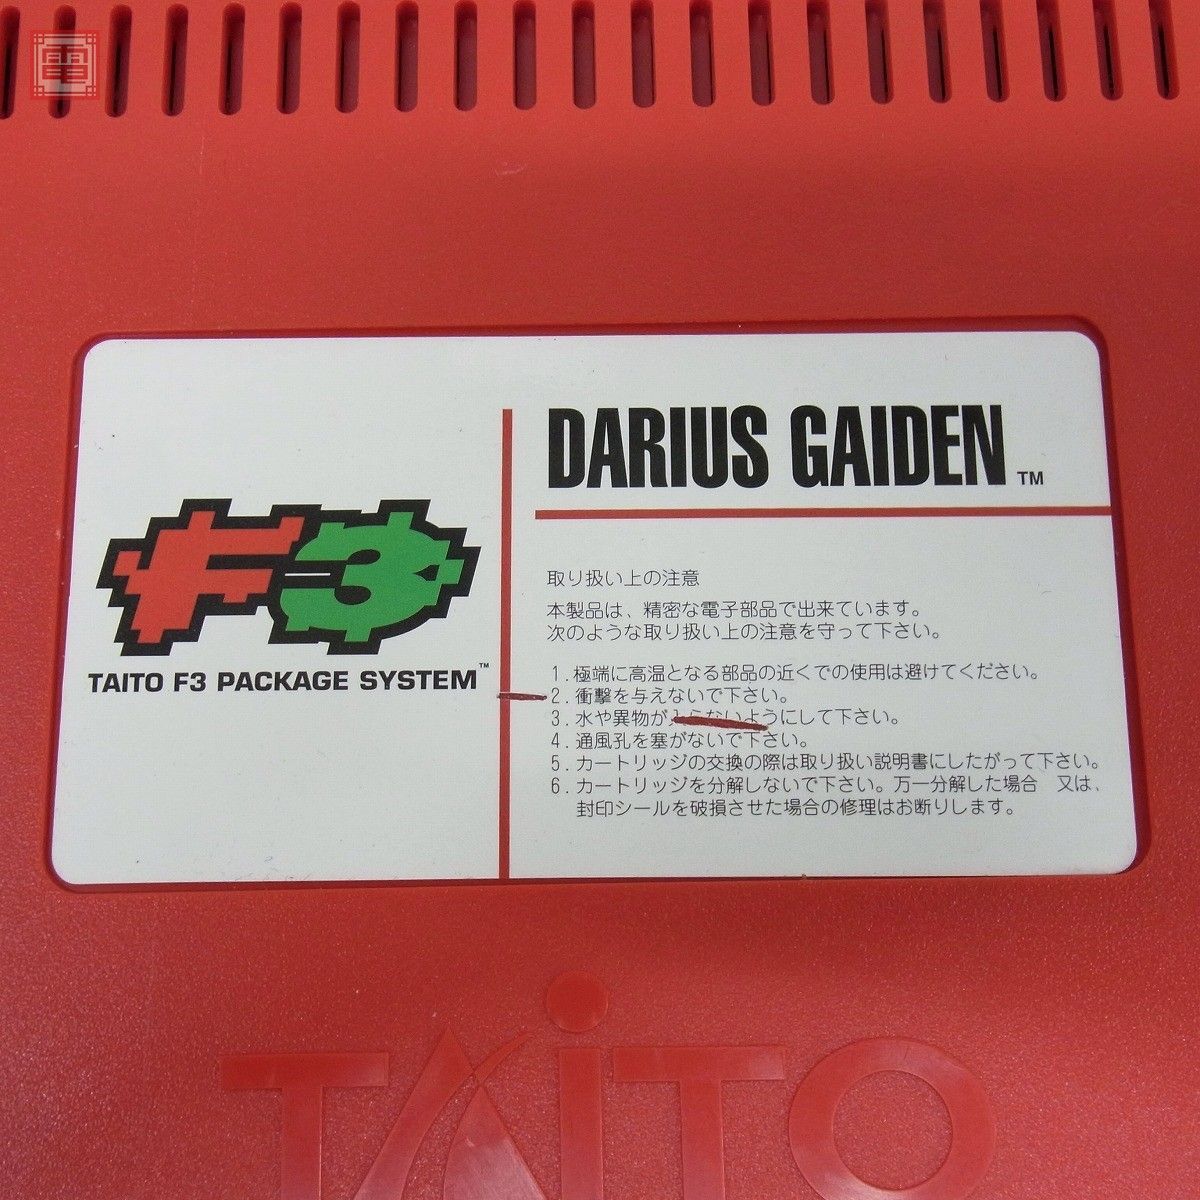 電
DARIUS GAIDEN TM
F3
TAITO F3 PACKAGE SYSTEM ™
取り扱い上の注意
本製品は、精密な電子部品で出来ています。
次のような取り扱い上の注意を守って下さい。
1. 極端に高温となる部品の近くでの使用は避けてください。
2. 衝撃を与えないで下さい。
3. 水や異物が入らないようにして下さい。
4. 通風孔を塞がないで下さい。
5. カートリッジの交換の際は取り扱い説明書にしたがって下さい。
6. カートリッジを分解しないで下さい。万一分解した場合 又は、
封印シールを破損させた場合の修理はお断りします。
TAITO